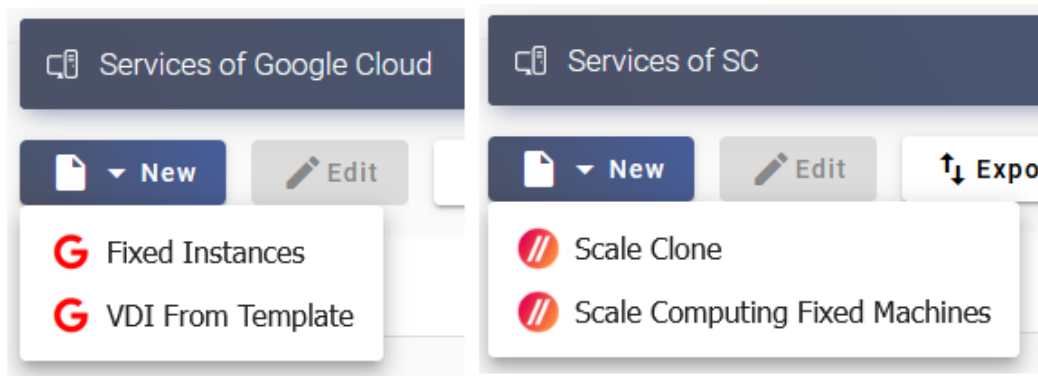 Services of Google Cloud
New
Edit
Fixed Instances
VDI From Template
Services of SC
New
Edit
Expo
Scale Clone
Scale Computing Fixed Machines